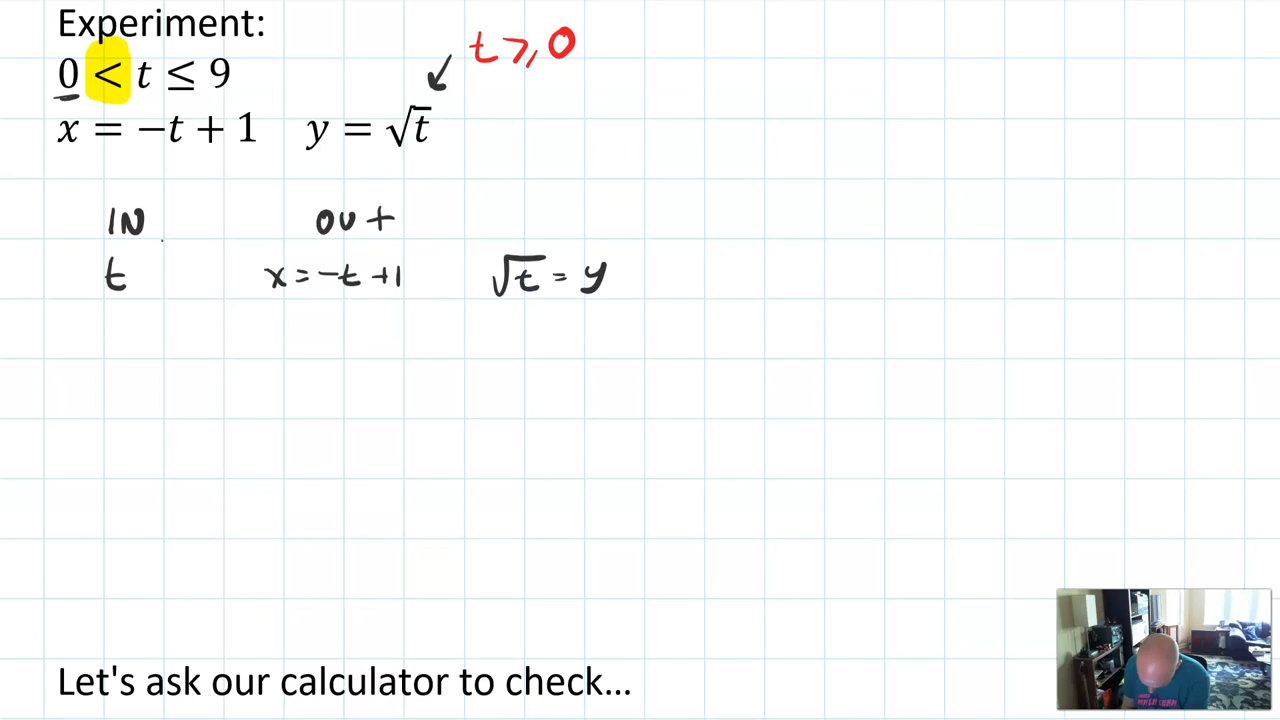 Experiment:
t ≥ 0
0 < t ≤ 9
x = −t + 1 y = √t
IN OUT
t x = −t + 1 √t = y
Let's ask our calculator to check...